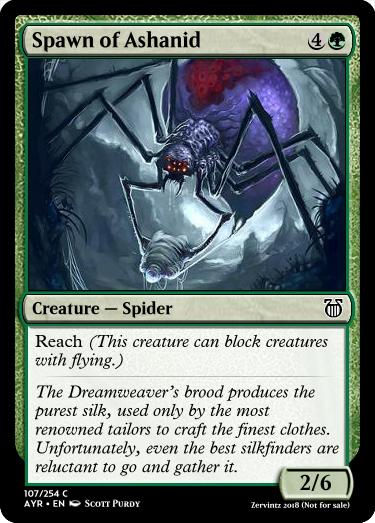 Spawn of Ashanid 4
Creature — Spider
Reach (This creature can block creatures
with flying.)
The Dreamweaver's brood produces the
purest silk, used only by the most
renowned tailors to craft the finest clothes.
Unfortunately, even the best silkfinders are
reluctant to go and gather it.
2/6
107/254 C
AYR • EN Scott Purdy
Zervintz 2018 (Not for sale)